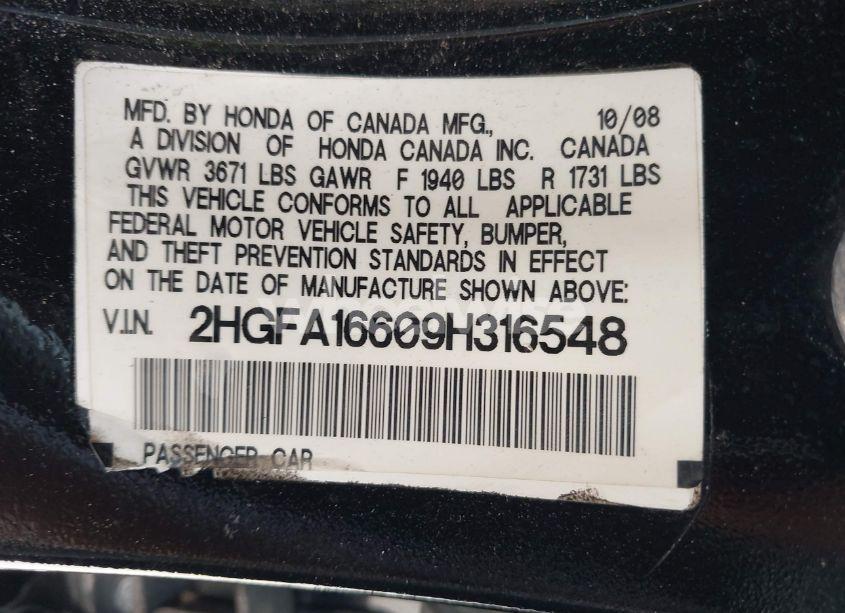 MFD. BY HONDA OF CANADA MFG., 10/08
A DIVISION OF HONDA CANADA INC. CANADA
GVWR 3671 LBS GAWR F 1940 LBS R 1731 LBS
THIS VEHICLE CONFORMS TO ALL APPLICABLE
FEDERAL MOTOR VEHICLE SAFETY, BUMPER,
AND THEFT PREVENTION STANDARDS IN EFFECT
ON THE DATE OF MANUFACTURE SHOWN ABOVE:
V.I.N. 2HGFA16609H316548
PASSENGER CAR